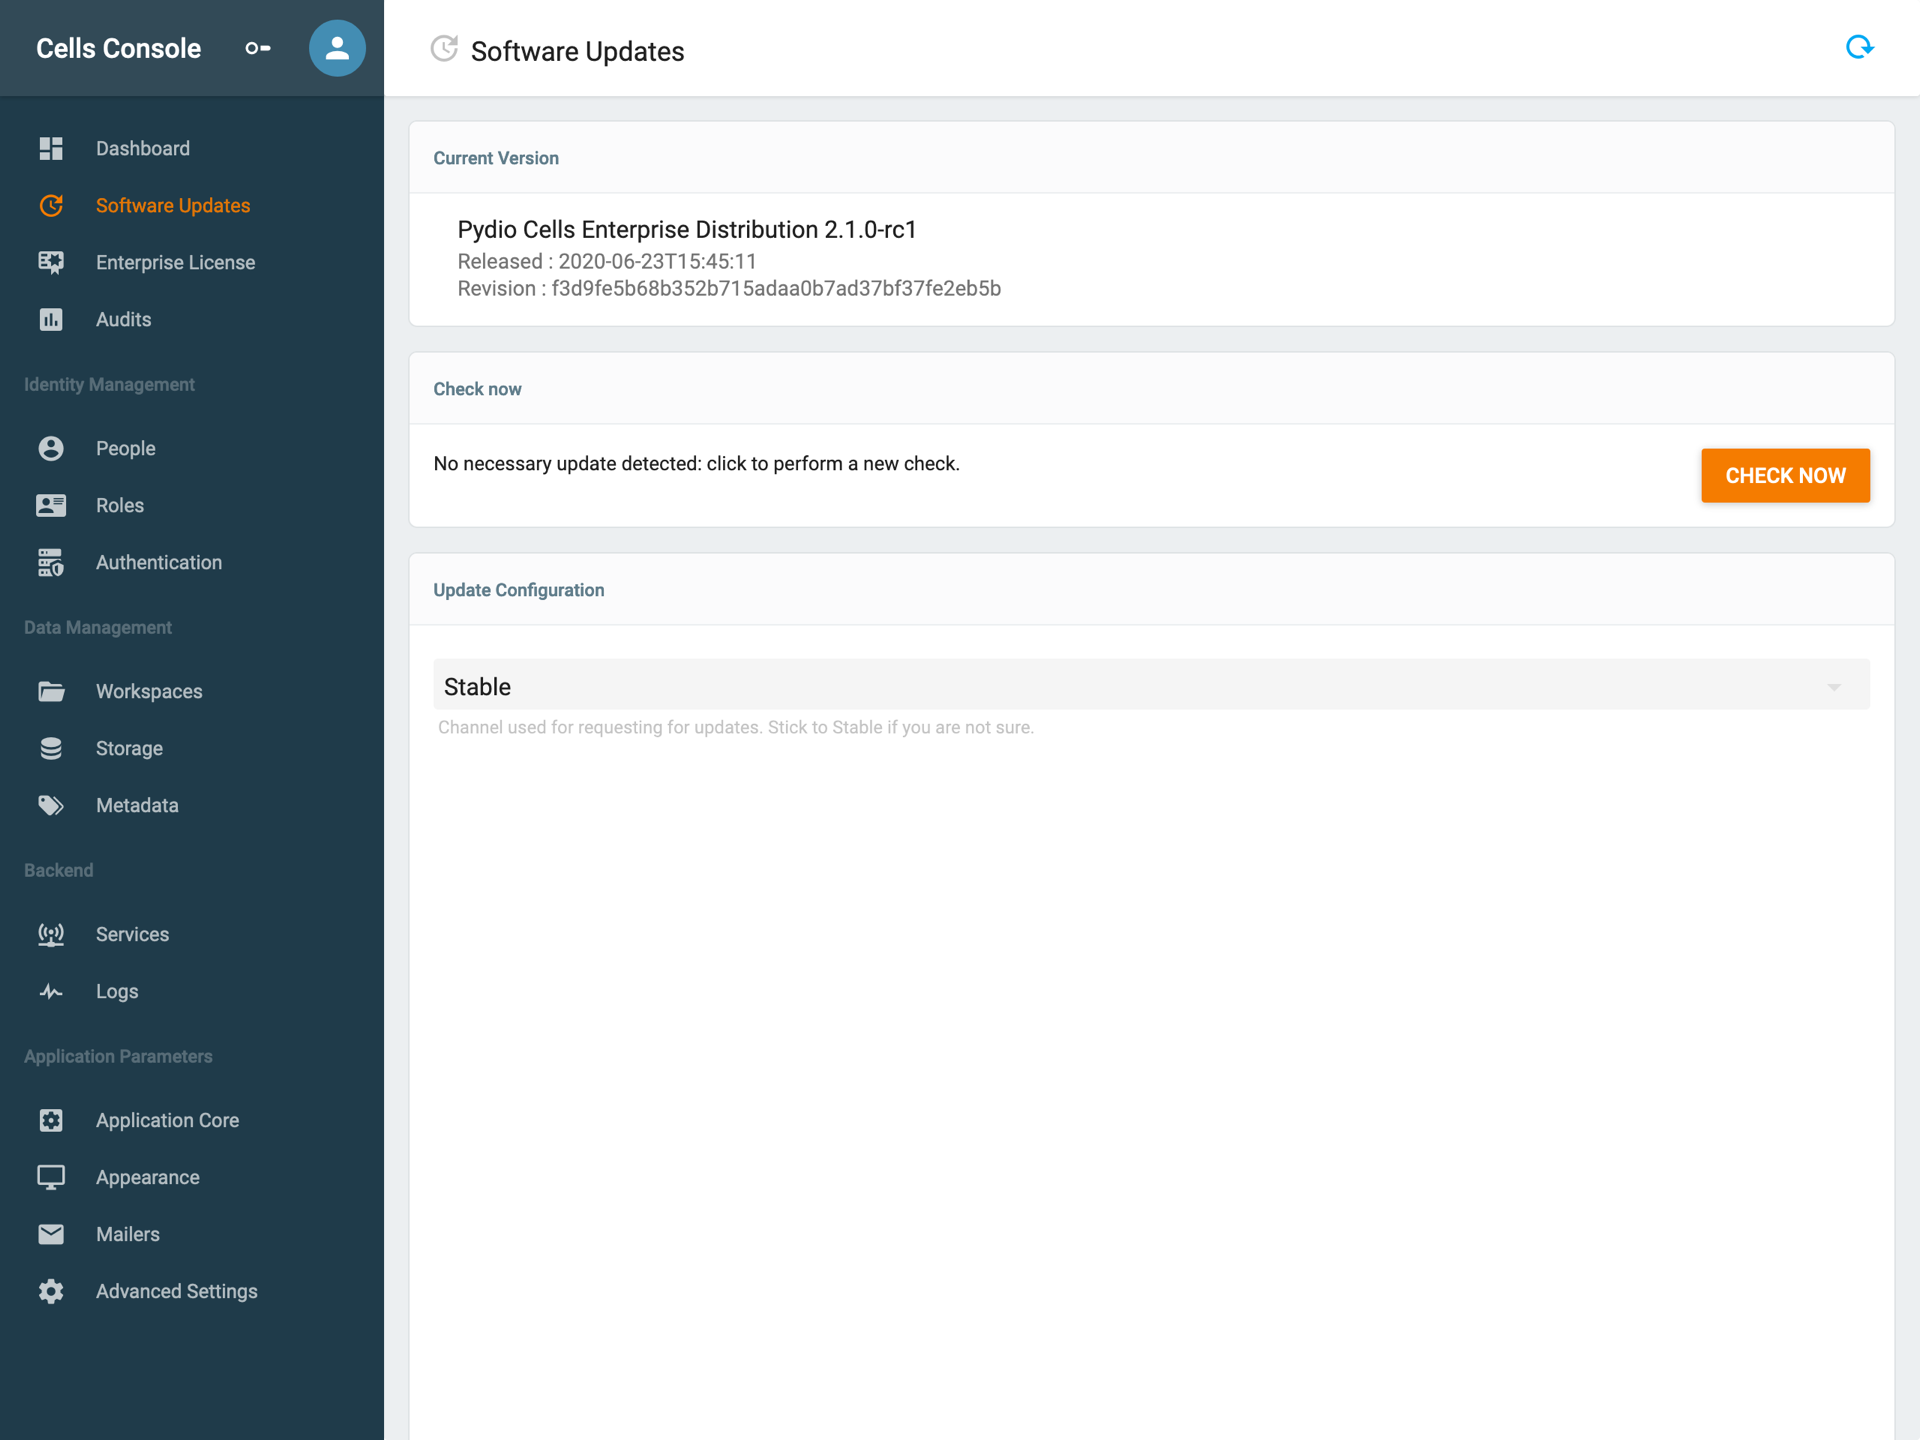 Cells Console
Software Updates
Dashboard
Software Updates
Enterprise License
Audits
Identity Management
People
Roles
Authentication
Data Management
Workspaces
Storage
Metadata
Backend
Services
Logs
Application Parameters
Application Core
Appearance
Mailers
Advanced Settings
Current Version
Pydio Cells Enterprise Distribution 2.1.0-rc1
Released : 2020-06-23T15:45:11
Revision : f3d9fe5b68b352b715adaa0b7ad37bf37fe2eb5b
Check now
No necessary update detected: click to perform a new check.
CHECK NOW
Update Configuration
Stable
Channel used for requesting for updates. Stick to Stable if you are not sure.